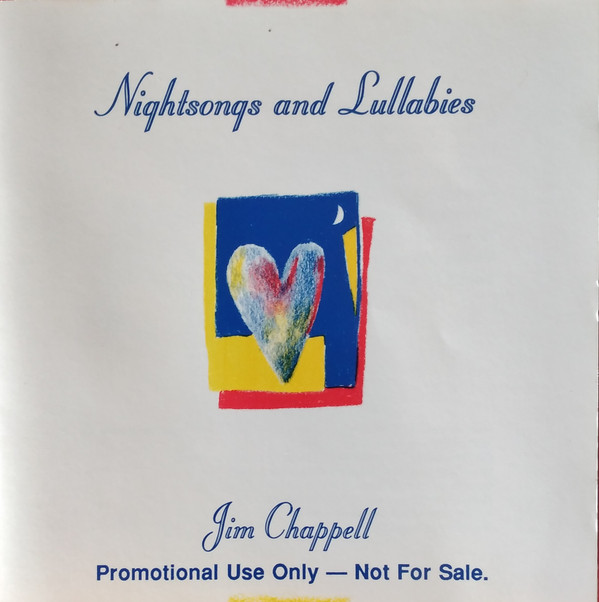 Nightsongs and Lullabies
Jim Chappell
Promotional Use Only — Not For Sale.